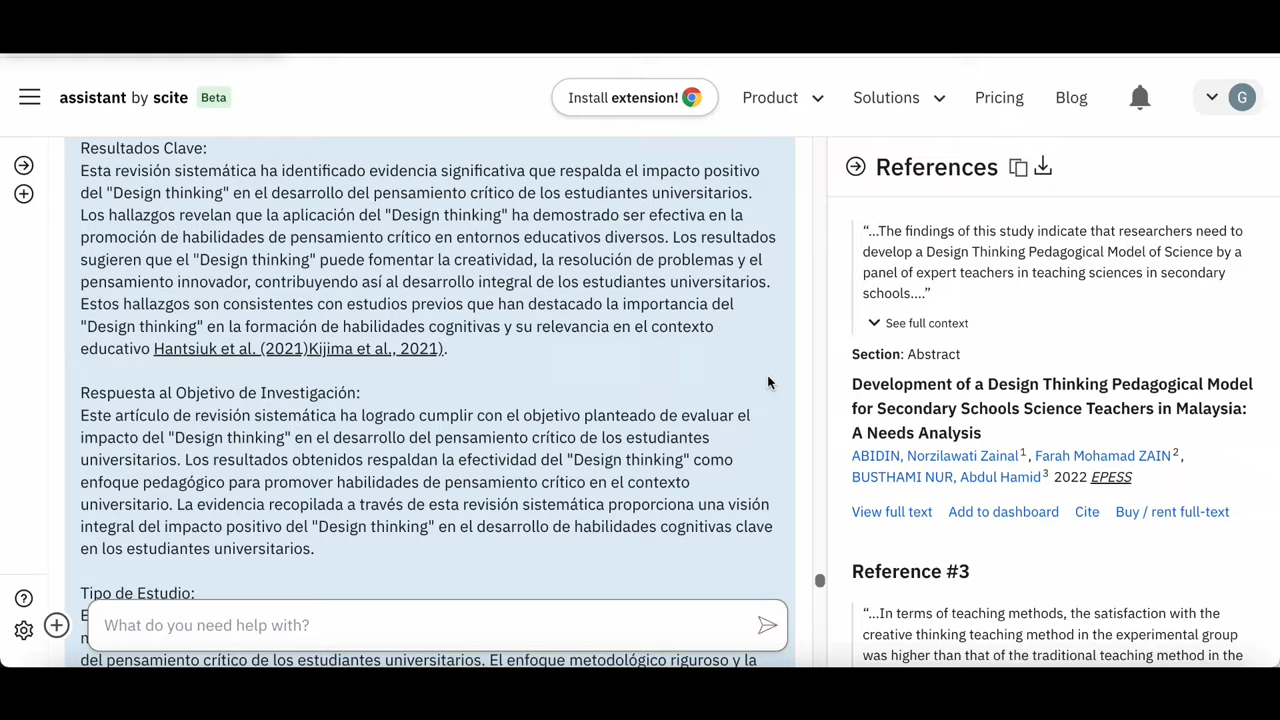 assistant by scite Beta
Install extension!
Product
Solutions
Pricing
Blog
G
Resultados Clave:
Esta revisión sistemática ha identificado evidencia significativa que respalda el impacto positivo
del "Design thinking" en el desarrollo del pensamiento crítico de los estudiantes universitarios.
Los hallazgos revelan que la aplicación del "Design thinking" ha demostrado ser efectiva en la
promoción de habilidades de pensamiento crítico en entornos educativos diversos. Los resultados
sugieren que el "Design thinking" puede fomentar la creatividad, la resolución de problemas y el
pensamiento innovador, contribuyendo así al desarrollo integral de los estudiantes universitarios.
Estos hallazgos son consistentes con estudios previos que han destacado la importancia del
"Design thinking" en la formación de habilidades cognitivas y su relevancia en el contexto
educativo Hantsiuk et al. (2021)Kijima et al., 2021).
Respuesta al Objetivo de Investigación:
Este artículo de revisión sistemática ha logrado cumplir con el objetivo planteado de evaluar el
impacto del "Design thinking" en el desarrollo del pensamiento crítico de los estudiantes
universitarios. Los resultados obtenidos respaldan la efectividad del "Design thinking" como
enfoque pedagógico para promover habilidades de pensamiento crítico en el contexto
universitario. La evidencia recopilada a través de esta revisión sistemática proporciona una visión
integral del impacto positivo del "Design thinking" en el desarrollo de habilidades cognitivas clave
en los estudiantes universitarios.
Tipo de Estudio:
What do you need help with?
del pensamiento crítico de los estudiantes universitarios. El enfoque metodológico riguroso y la
References
“...The findings of this study indicate that researchers need to
develop a Design Thinking Pedagogical Model of Science by a
panel of expert teachers in teaching sciences in secondary
schools....”
See full context
Section: Abstract
Development of a Design Thinking Pedagogical Model
for Secondary Schools Science Teachers in Malaysia:
A Needs Analysis
ABIDIN, Norzilawati Zainal 1, Farah Mohamad ZAIN 2,
BUSTHAMI NUR, Abdul Hamid 3 2022 EPESS
View full text Add to dashboard Cite Buy / rent full-text
Reference #3
“...In terms of teaching methods, the satisfaction with the
creative thinking teaching method in the experimental group
was higher than that of the traditional teaching method in the